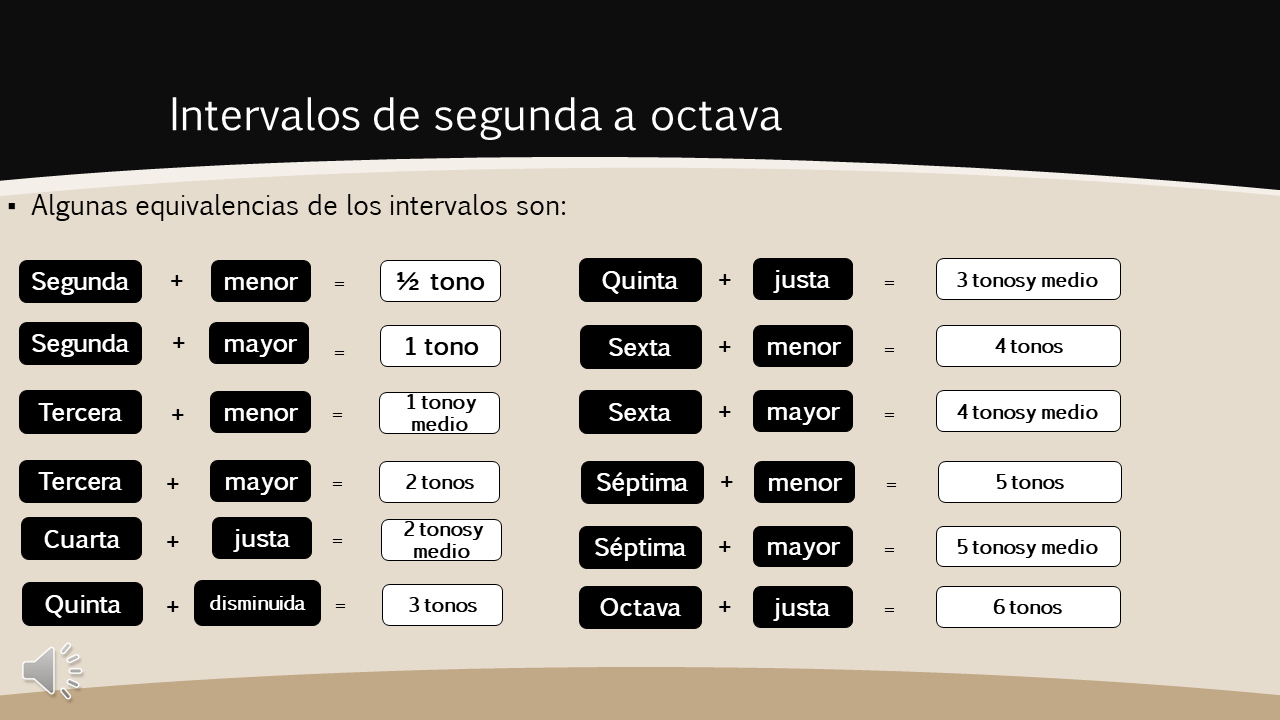 Intervalos de segunda a octava
▪ Algunas equivalencias de los intervalos son:
Segunda + menor = ½ tono
Segunda + mayor = 1 tono
Tercera + menor = 1 tonoy
medio
Tercera + mayor = 2 tonos
Cuarta + justa = 2 tonosy
medio
Quinta + disminuida = 3 tonos
Quinta + justa = 3 tonosy medio
Sexta + menor = 4 tonos
Sexta + mayor = 4 tonosy medio
Séptima + menor = 5 tonos
Séptima + mayor = 5 tonosy medio
Octava + justa = 6 tonos